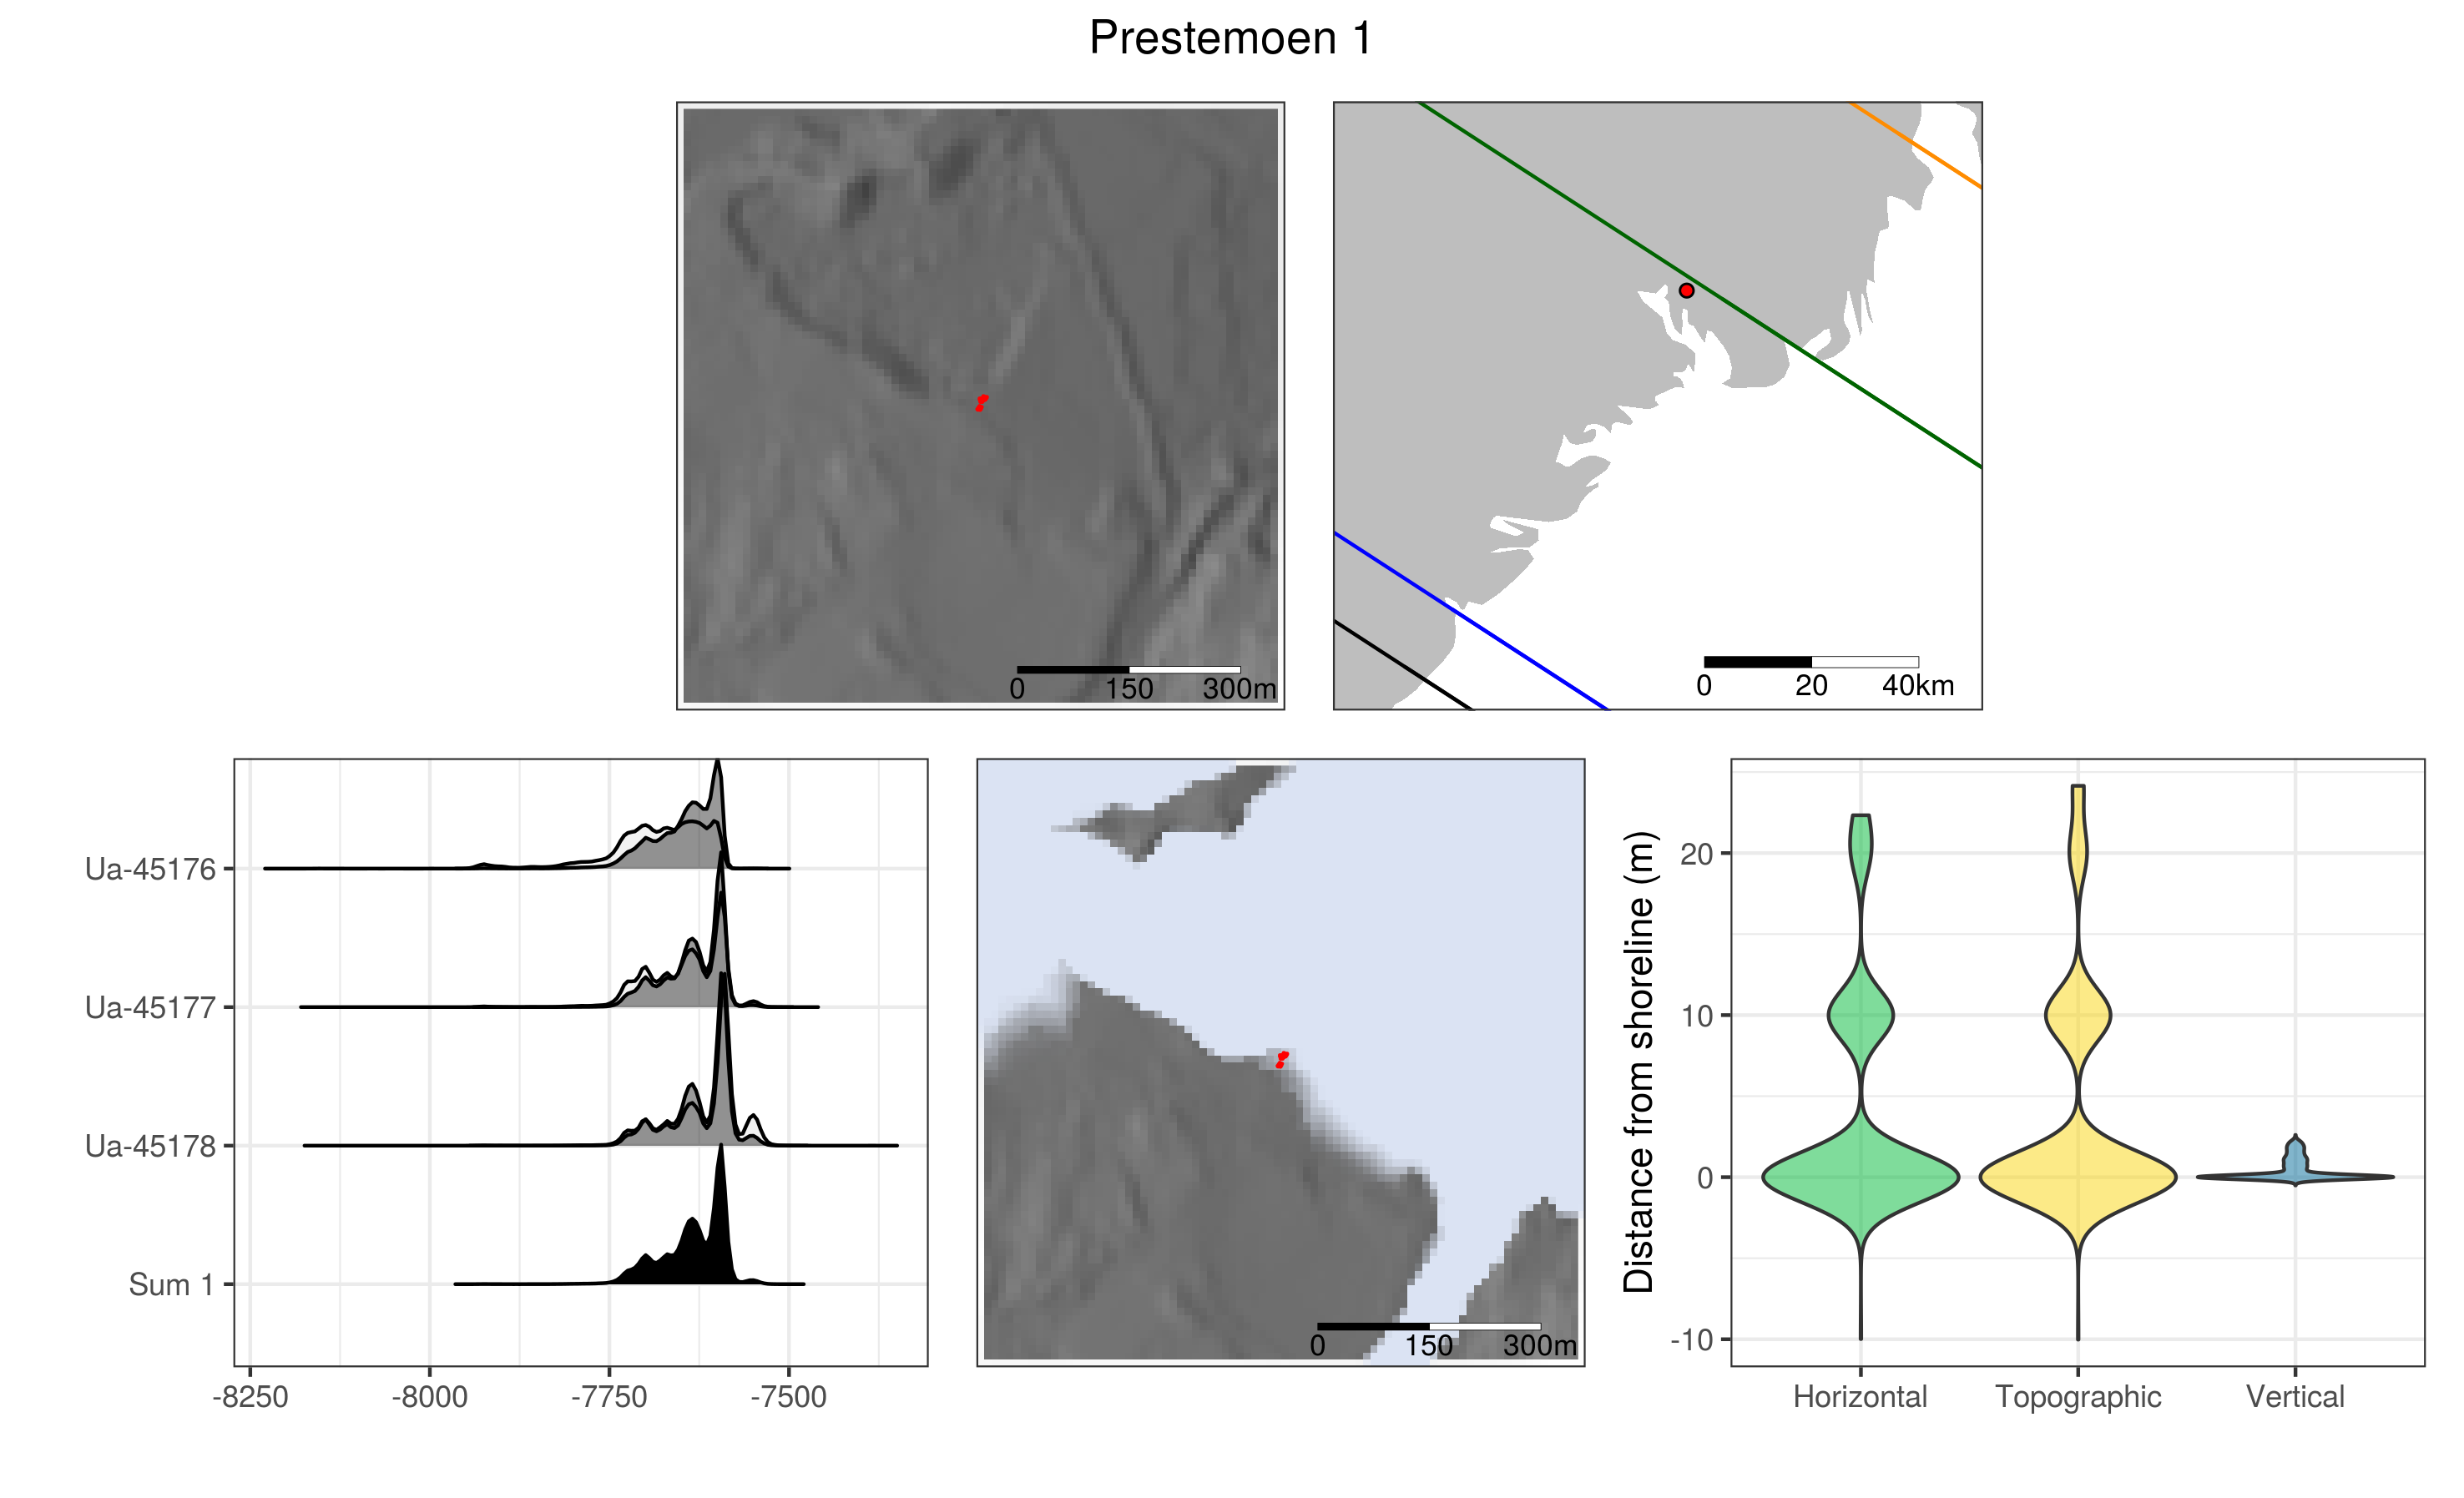 Prestemoen 1
0 150 300m
0 20 40km
Ua-45176
Ua-45177
Ua-45178
Sum 1
-8250 -8000 -7750 -7500
0 150 300m
Distance from shoreline (m)
20
10
0
-10
Horizontal Topographic Vertical